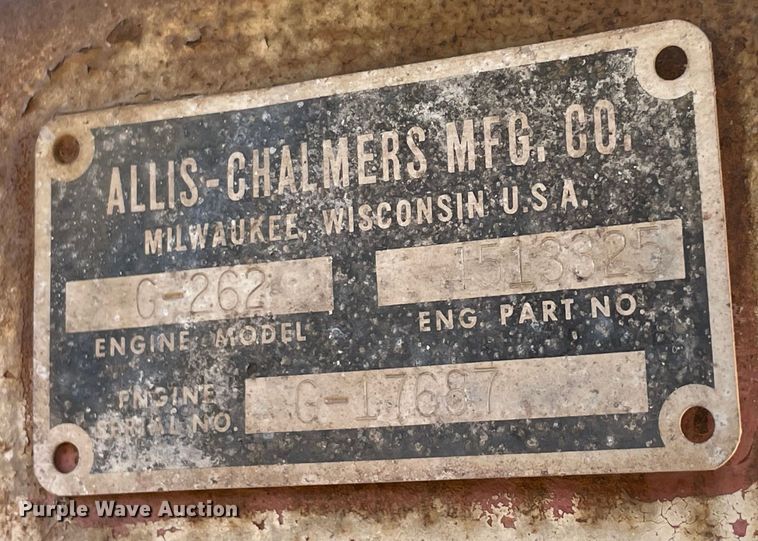 ALLIS-CHALMERS MFG. CO.
MILWAUKEE, WISCONSIN U.S.A.
G-262 1513325
ENGINE MODEL ENG. PART NO.
ENGINE
SERIAL NO. G-17687
Purple Wave Auction